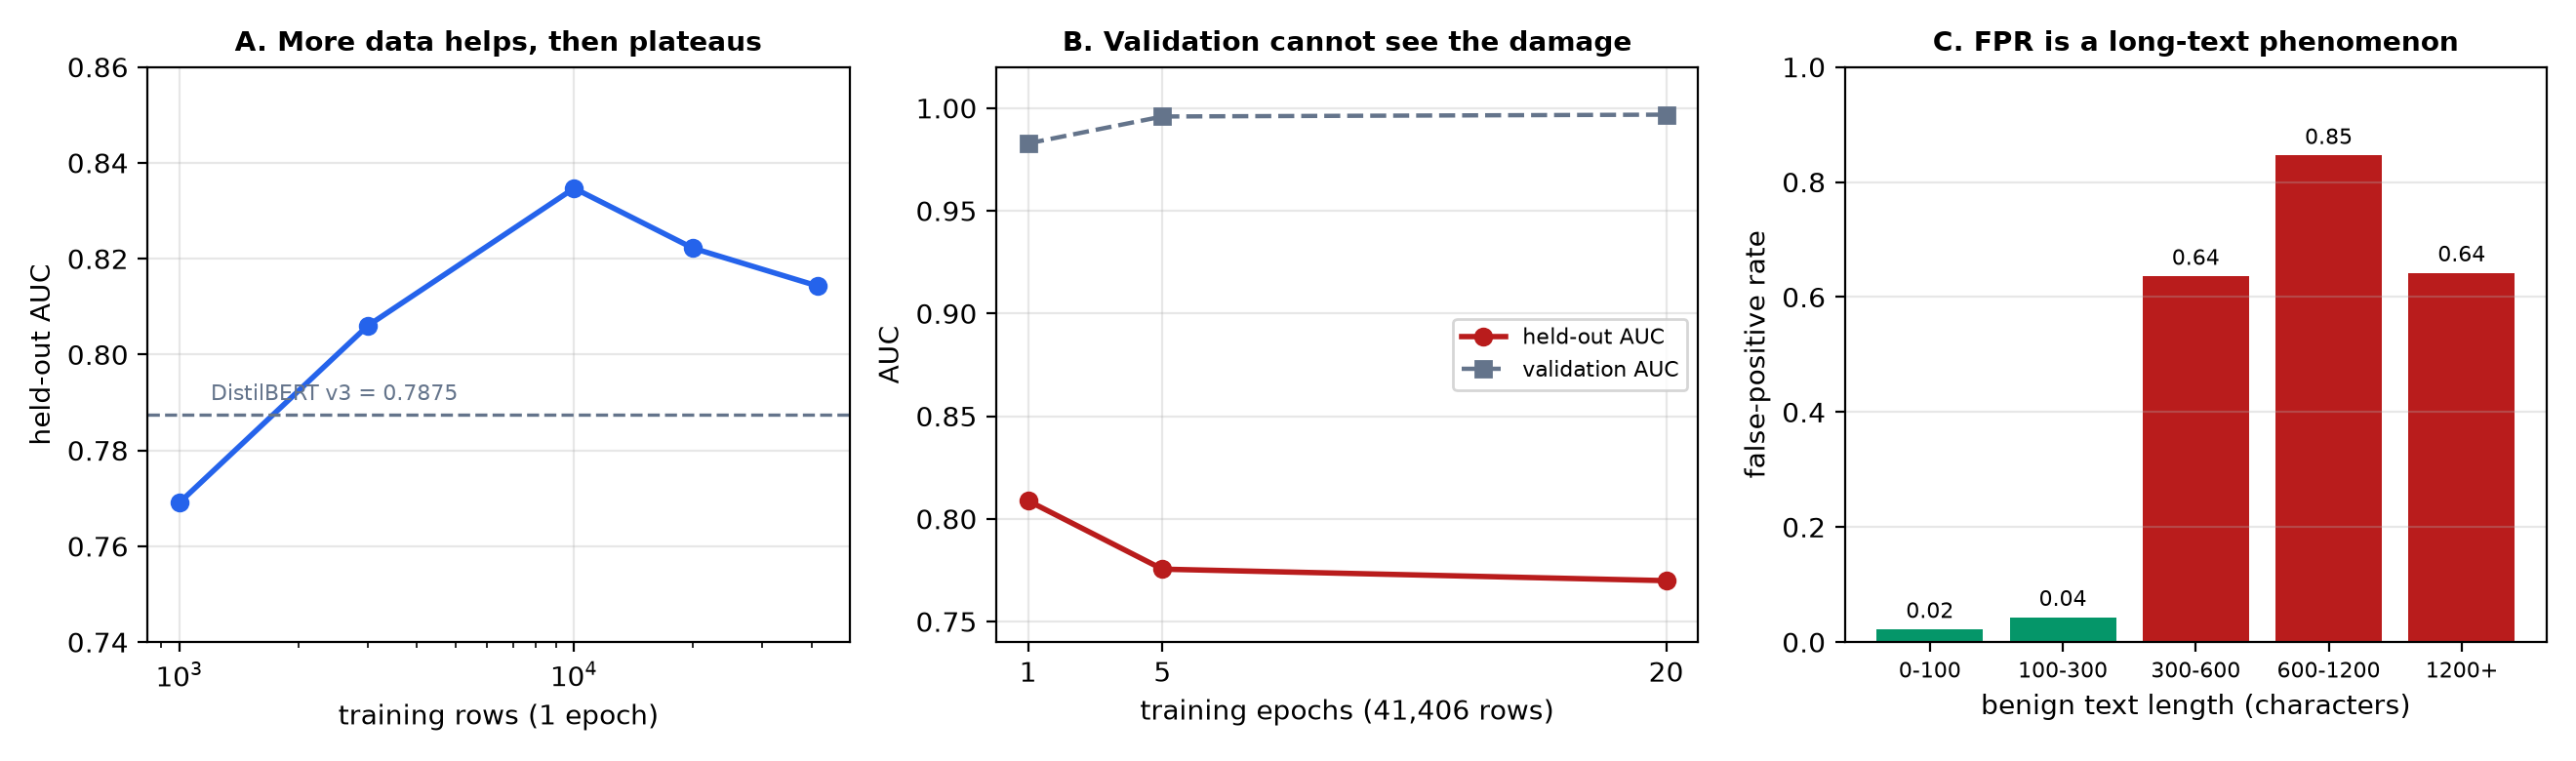 A. More data helps, then plateaus
0.86
0.84
0.82
0.80
0.78
0.76
0.74
held-out AUC
DistilBERT v3 = 0.7875
10³
10⁴
training rows (1 epoch)
B. Validation cannot see the damage
1.00
0.95
0.90
0.85
0.80
0.75
AUC
held-out AUC
validation AUC
1
5
20
training epochs (41,406 rows)
C. FPR is a long-text phenomenon
1.0
0.8
0.6
0.4
0.2
0.0
false-positive rate
0.02
0.04
0.64
0.85
0.64
0-100
100-300
300-600
600-1200
1200+
benign text length (characters)